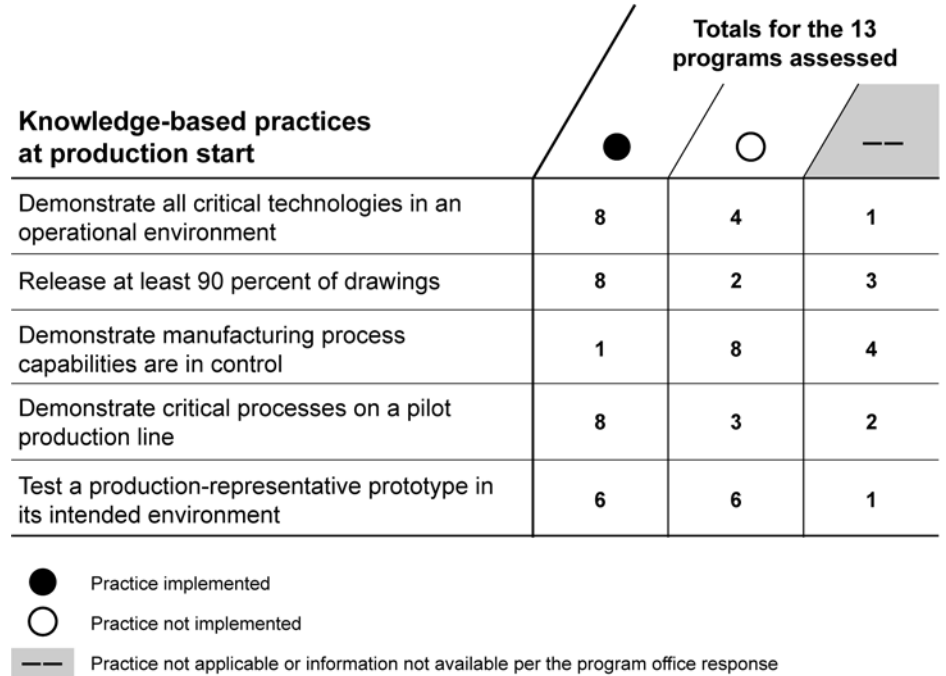 Totals for the 13
programs assessed
Knowledge-based practices
at production start
— —
Demonstrate all critical technologies in an
operational environment
8 4 1
Release at least 90 percent of drawings
8 2 3
Demonstrate manufacturing process
capabilities are in control
1 8 4
Demonstrate critical processes on a pilot
production line
8 3 2
Test a production-representative prototype in
its intended environment
6 6 1
Practice implemented
Practice not implemented
— — Practice not applicable or information not available per the program office response